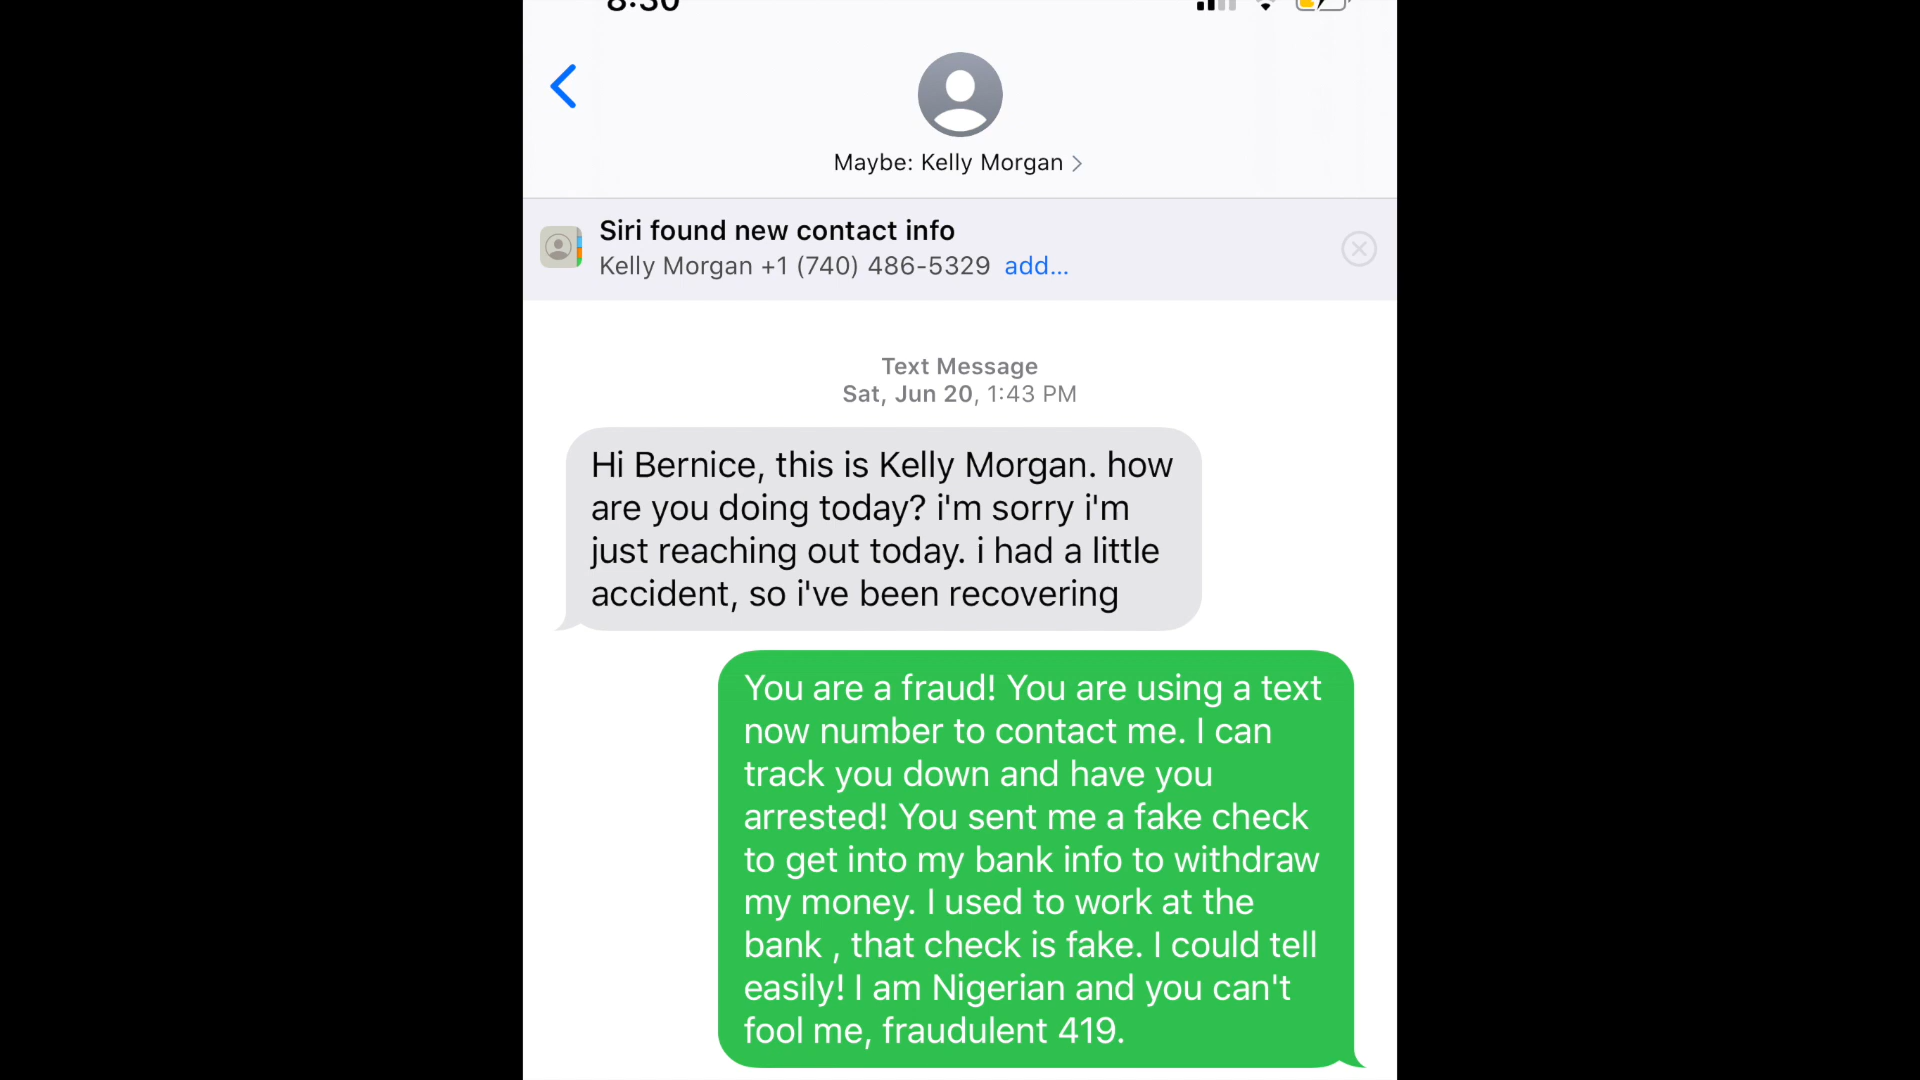 8:30
Maybe: Kelly Morgan
Siri found new contact info
Kelly Morgan +1 (740) 486-5329 add...
Text Message
Sat, Jun 20, 1:43 PM
Hi Bernice, this is Kelly Morgan. how
are you doing today? i'm sorry i'm
just reaching out today. i had a little
accident, so i've been recovering
You are a fraud! You are using a text
now number to contact me. I can
track you down and have you
arrested! You sent me a fake check
to get into my bank info to withdraw
my money. I used to work at the
bank , that check is fake. I could tell
easily! I am Nigerian and you can't
fool me, fraudulent 419.